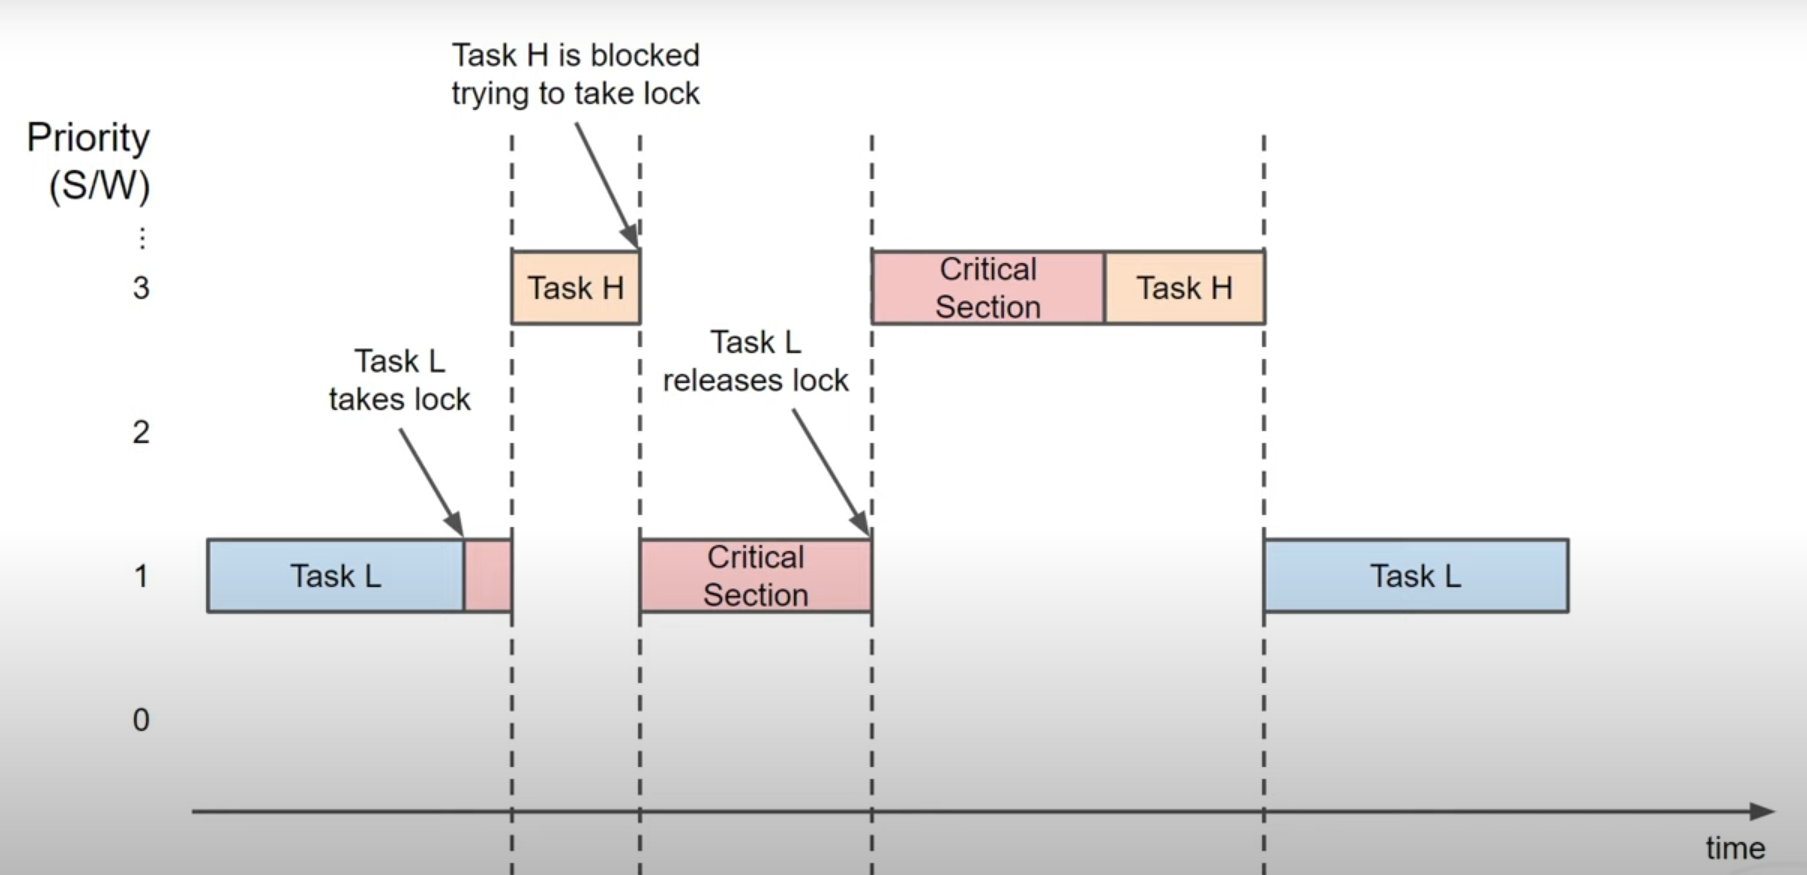 Task H is blocked
trying to take lock
Priority
(S/W)
⋮
3
Task H
Critical
Section
Task H
Task L
releases lock
Task L
takes lock
2
1
Task L
Critical
Section
Task L
0
time